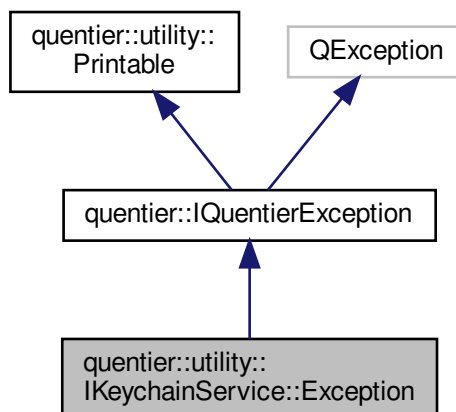 quentier::utility::
Printable
QException
quentier::IQuentierException
quentier::utility::
IKeychainService::Exception